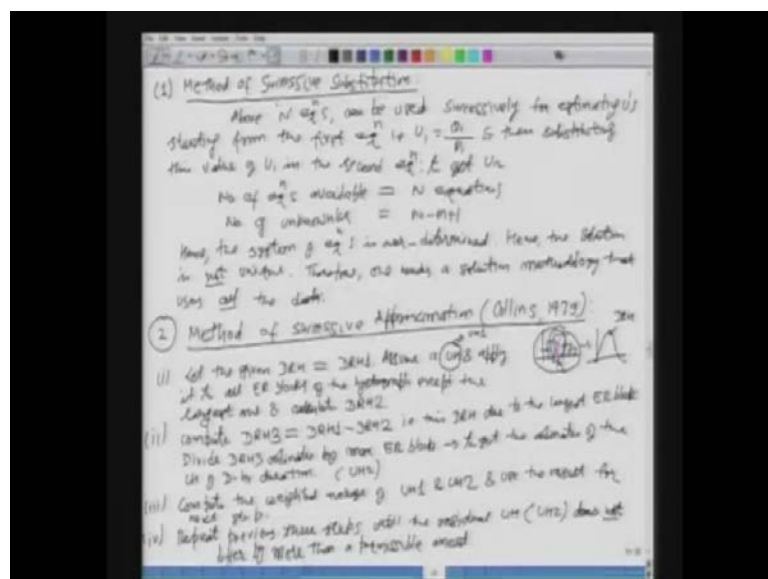 (1) Method of Successive Substitution:
Above N eqns, can be used successively for estimating U's
starting from the first eqn i.e. U1 = Q1/P1 & then substituting
this value of U1 in the second eqn to get U2
No of eqns available = N equations
No of unknowns = N-M+1
Hence, the system of eqns is over-determined. Hence, the solution
is not unique. Therefore, one needs a solution methodology that
uses all the data.
(2) Method of successive Approximation (Collins, 1979):
UH1
DRH
(i) Let the given DRH = DRH1. Assume a UH & apply
it to all ER blocks of the hyetograph except the
largest one & calculate DRH2
(ii) Compute DRH3 = DRH1-DRH2 is this DRH due to the largest ER block
Divide DRH3 ordinates by max. ER block → to get the ordinates of the
UH of D-hr duration. (UH2)
(iii) Compute the weighted average of UH1 & UH2 & use the result for
next step.
(iv) Repeat previous three steps until the residual UH (UH2) does not
differ by more than a permissible amount